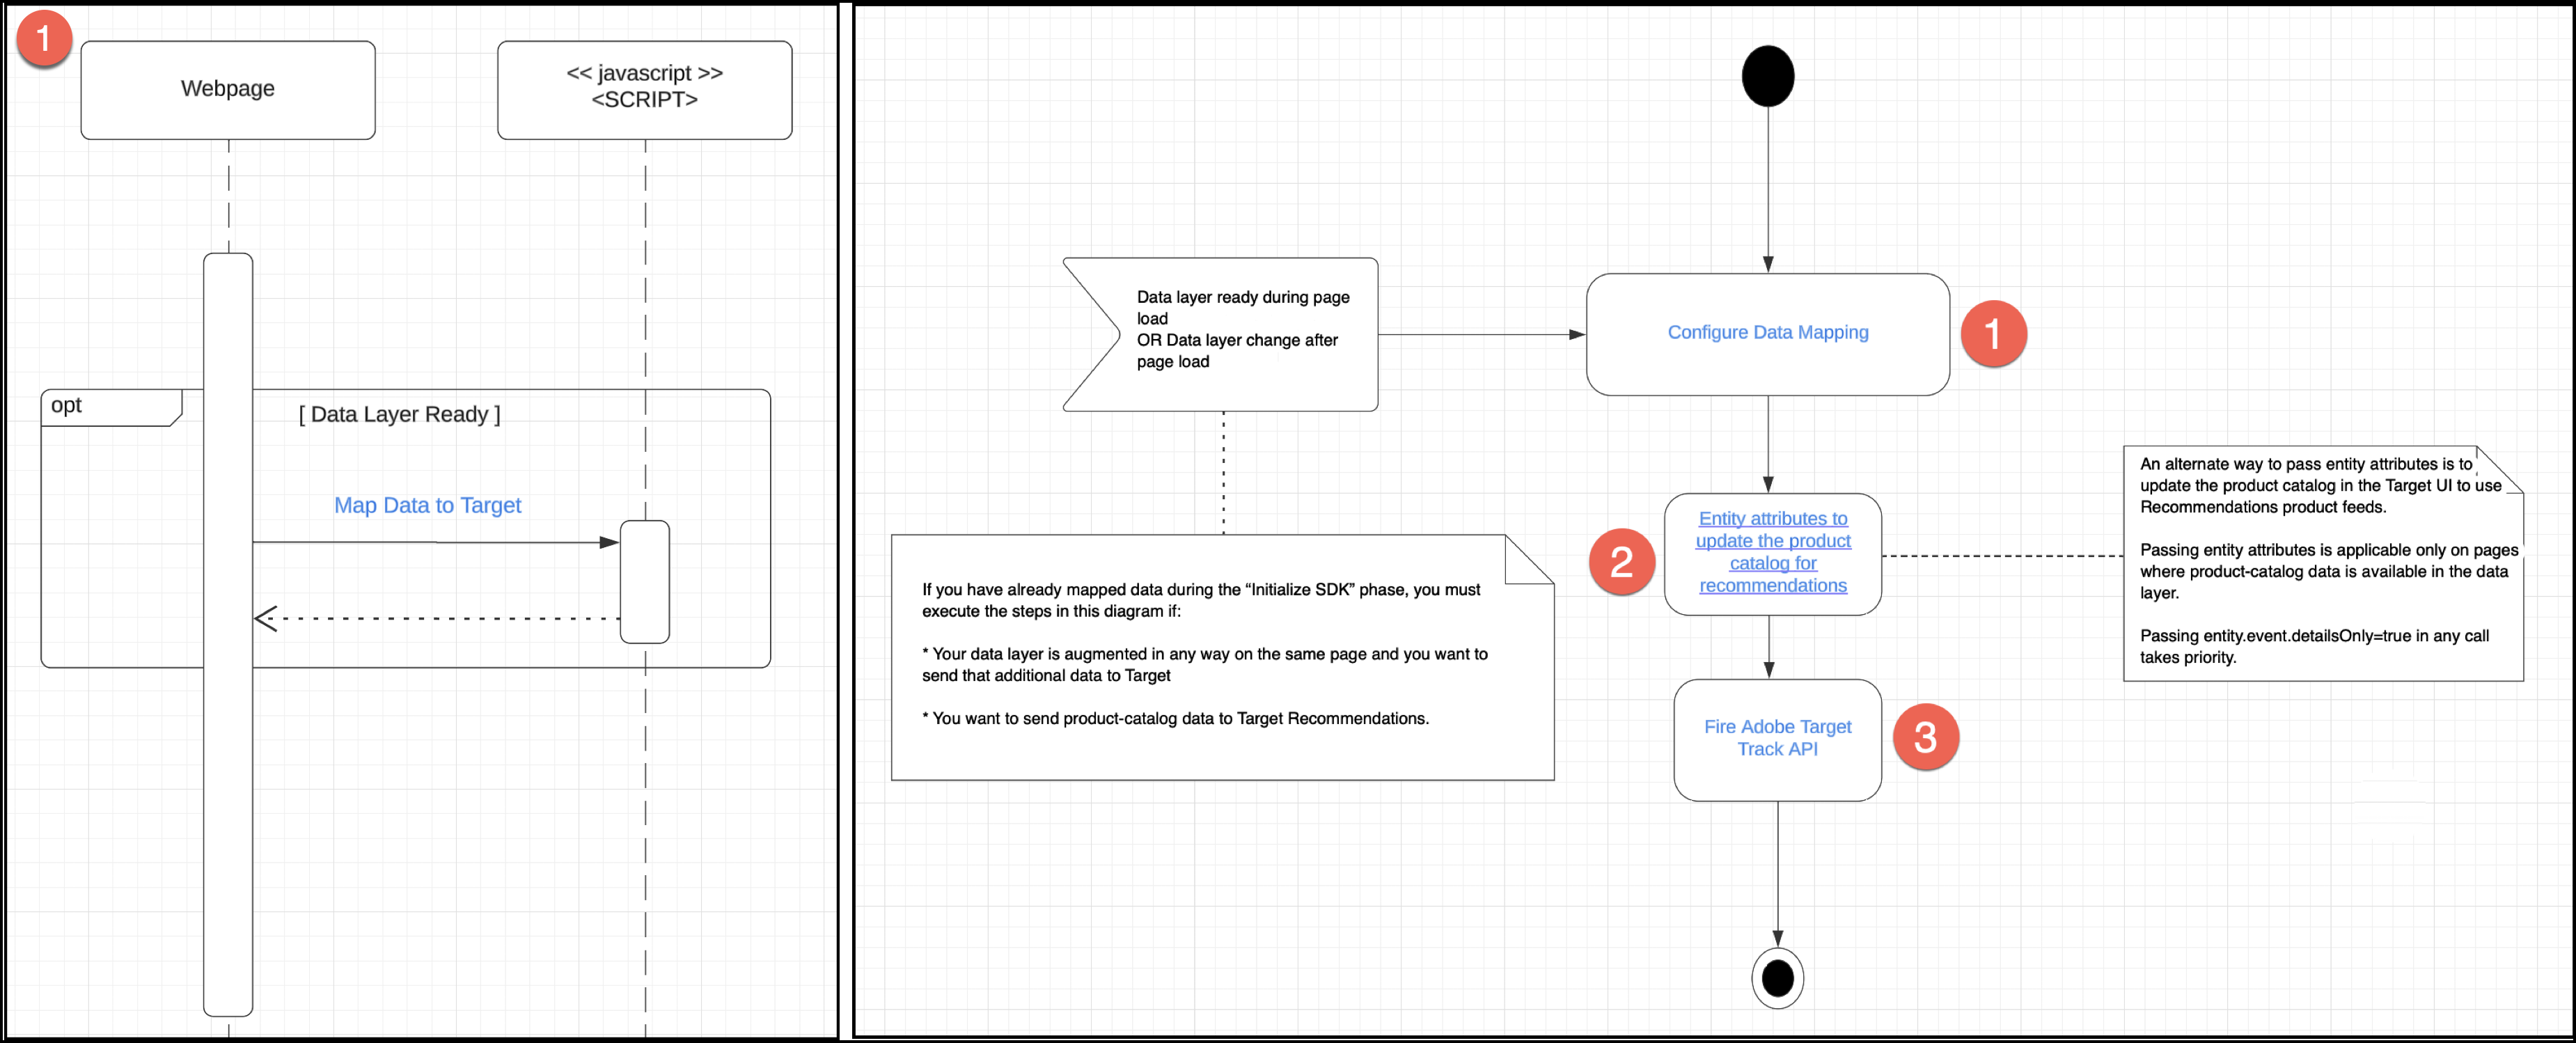 1
Webpage
<< javascript >>
<SCRIPT>
opt
[ Data Layer Ready ]
Map Data to Target
Data layer ready during page
load
OR Data layer change after
page load
Configure Data Mapping
1
If you have already mapped data during the “Initialize SDK” phase, you must
execute the steps in this diagram if:
* Your data layer is augmented in any way on the same page and you want to
send that additional data to Target
* You want to send product-catalog data to Target Recommendations.
2
Entity attributes to
update the product
catalog for
recommendations
An alternate way to pass entity attributes is to
update the product catalog in the Target UI to use
Recommendations product feeds.
Passing entity attributes is applicable only on pages
where product-catalog data is available in the data
layer.
Passing entity.event.detailsOnly=true in any call
takes priority.
Fire Adobe Target
Track API
3